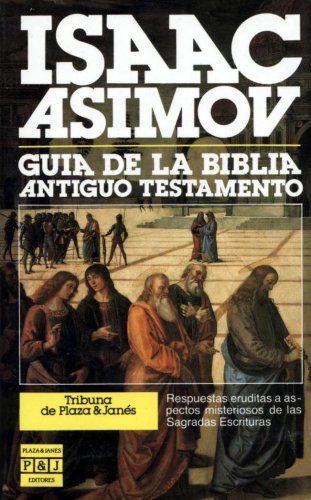 ISAAC
ASIMOV
GUIA DE LA BIBLIA
ANTIGUO TESTAMENTO
Tribuna
de Plaza & Janés
Respuestas eruditas a as-
pectos misteriosos de las
Sagradas Escrituras
PLAZA & JANES
P&J
EDITORES